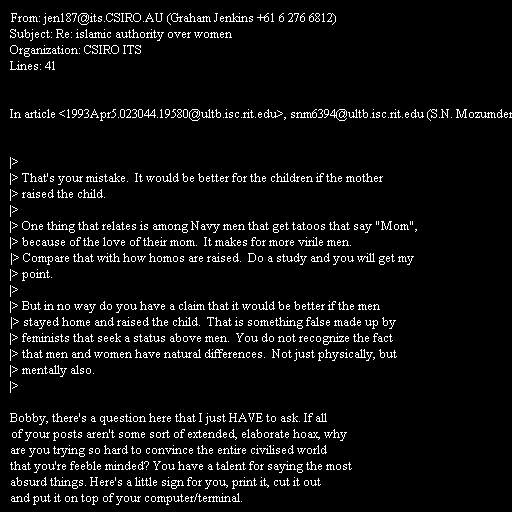 From: jen187@its.CSIRO.AU (Graham Jenkins +61 6 276 6812)
Subject: Re: islamic authority over women
Organization: CSIRO ITS
Lines: 41
In article <1993Apr5.023044.19580@ultb.isc.rit.edu>, snm6394@ultb.isc.rit.edu (S.N. Mozumder
|>
|> That's your mistake.  It would be better for the children if the mother
|> raised the child.
|>
|> One thing that relates is among Navy men that get tatoos that say "Mom",
|> because of the love of their mom.  It makes for more virile men.
|> Compare that with how homos are raised.  Do a study and you will get my
|> point.
|>
|> But in no way do you have a claim that it would be better if the men
|> stayed home and raised the child.  That is something false made up by
|> feminists that seek a status above men.  You do not recognize the fact
|> that men and women have natural differences.  Not just physically, but
|> mentally also.
|>
Bobby, there's a question here that I just HAVE to ask. If all
of your posts aren't some sort of extended, elaborate hoax, why
are you trying so hard to convince the entire civilised world
that you're feeble minded? You have a talent for saying the most
absurd things. Here's a little sign for you, print it, cut it out
and put it on top of your computer/terminal.